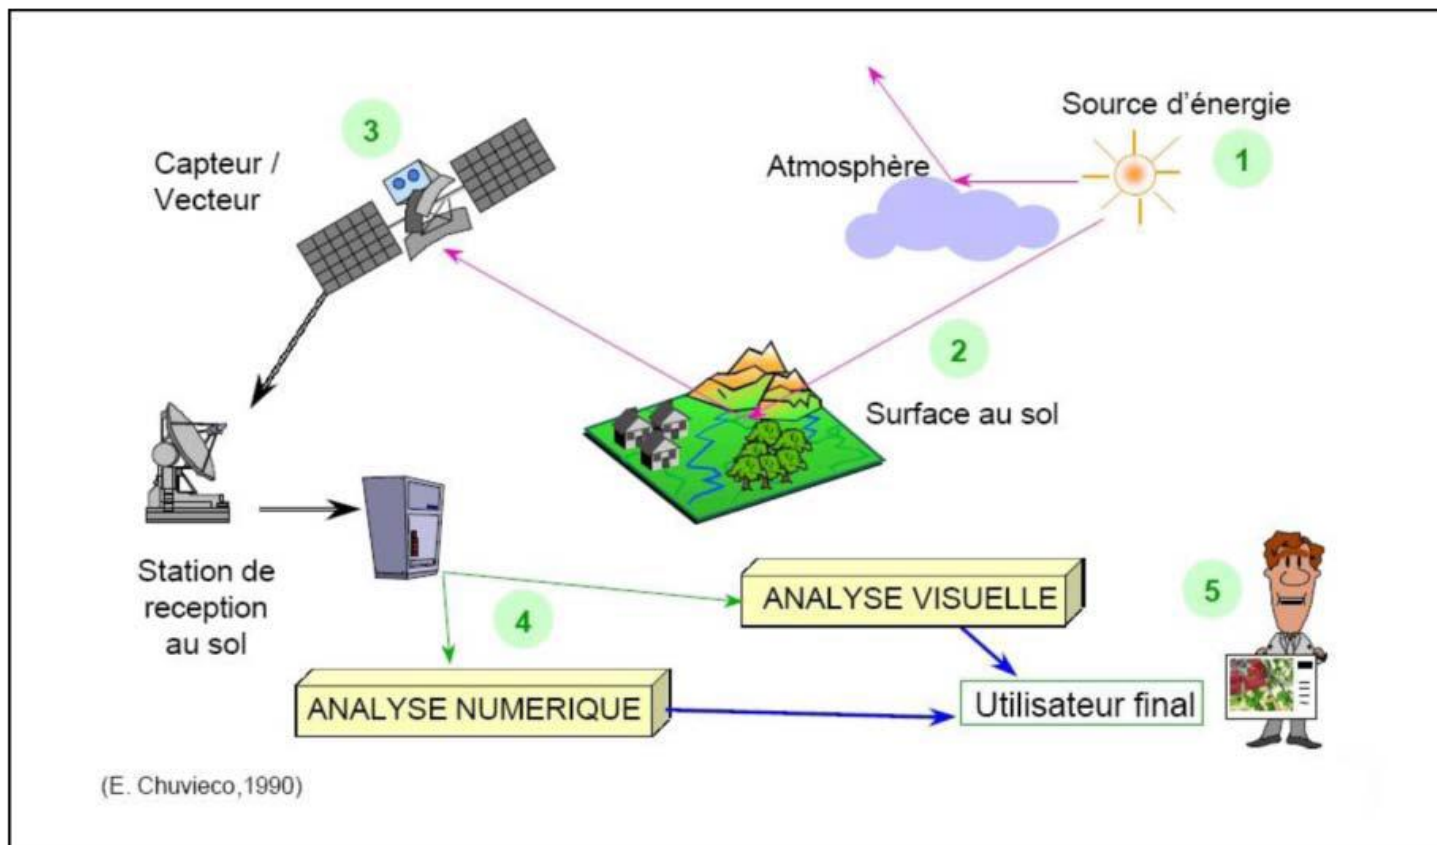 Source d'énergie
1
3
Capteur /
Vecteur
Atmosphère
2
Surface au sol
Station de
reception
au sol
4
ANALYSE VISUELLE
5
ANALYSE NUMERIQUE
Utilisateur final
(E. Chuvieco,1990)